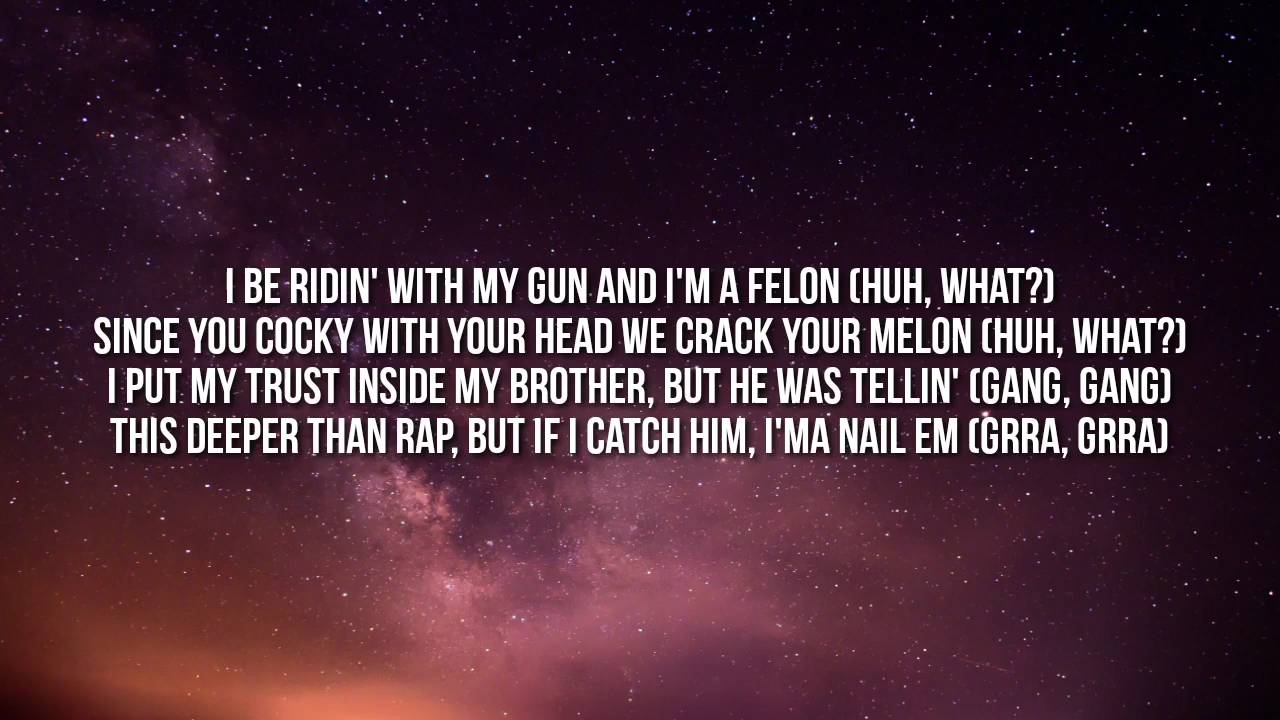 I BE RIDIN' WITH MY GUN AND I'M A FELON (HUH, WHAT?)
SINCE YOU COCKY WITH YOUR HEAD WE CRACK YOUR MELON (HUH, WHAT?)
I PUT MY TRUST INSIDE MY BROTHER, BUT HE WAS TELLIN' (GANG, GANG)
THIS DEEPER THAN RAP, BUT IF I CATCH HIM, I'MA NAIL EM (GRRA, GRRA)